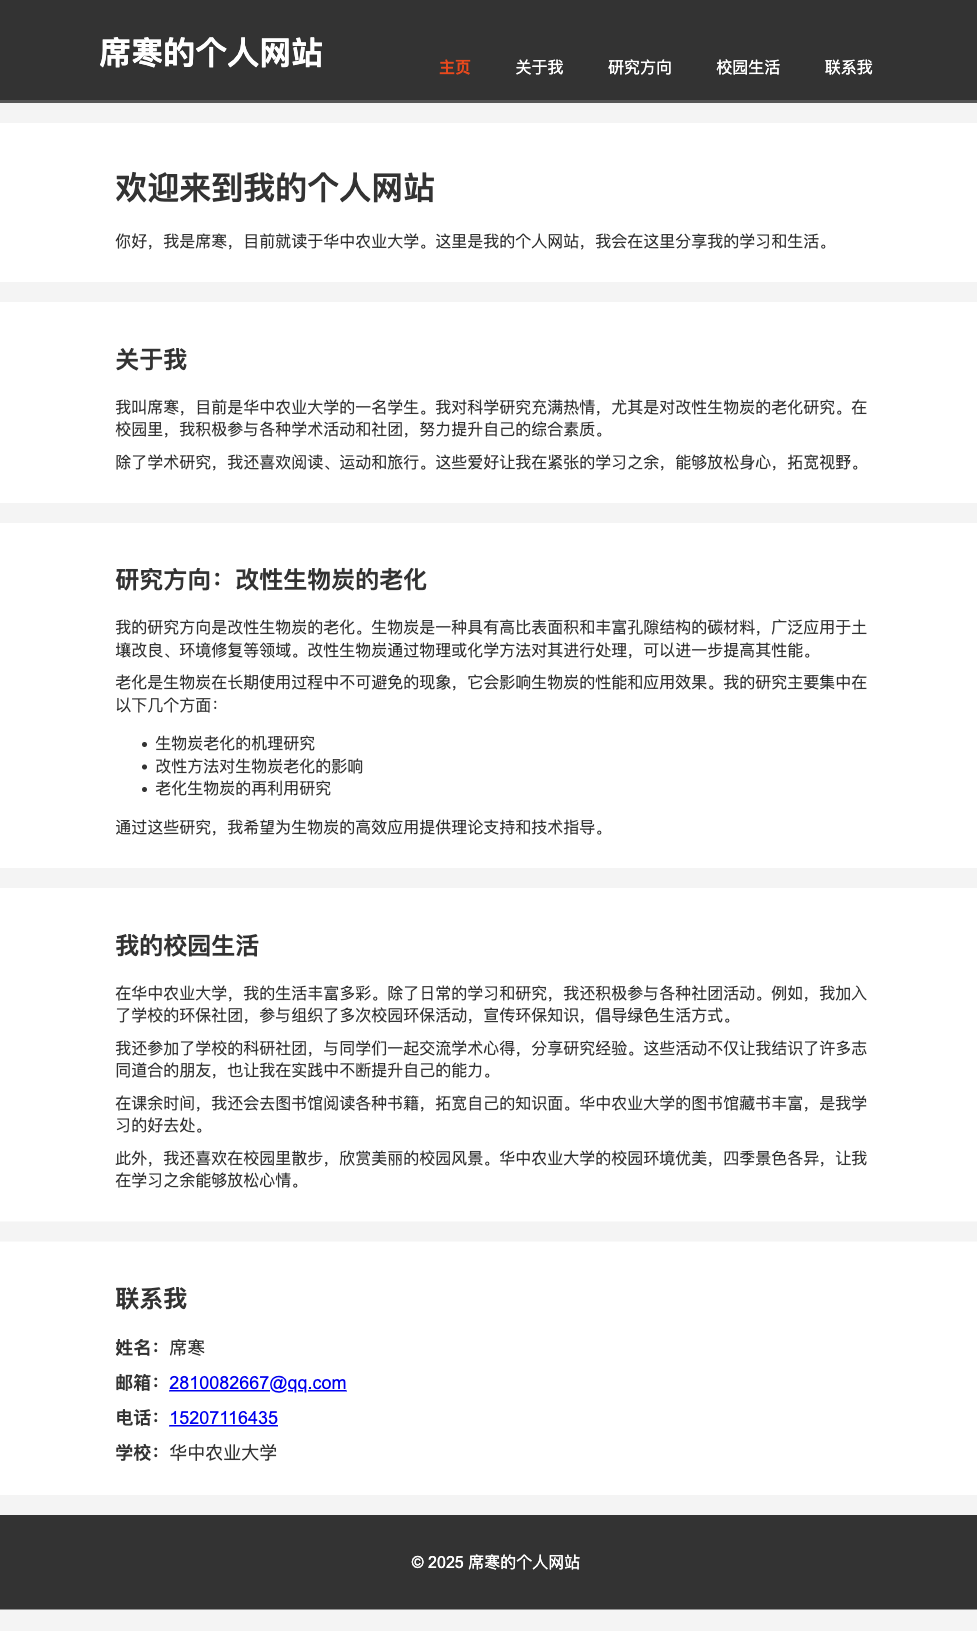 席寒的个人网站
主页 关于我 研究方向 校园生活 联系我
欢迎来到我的个人网站
你好，我是席寒，目前就读于华中农业大学。这里是我的个人网站，我会在这里分享我的学习和生活。
关于我
我叫席寒，目前是华中农业大学的一名学生。我对科学研究充满热情，尤其是对改性生物炭的老化研究。在
校园里，我积极参与各种学术活动和社团，努力提升自己的综合素质。
除了学术研究，我还喜欢阅读、运动和旅行。这些爱好让我在紧张的学习之余，能够放松身心，拓宽视野。
研究方向：改性生物炭的老化
我的研究方向是改性生物炭的老化。生物炭是一种具有高比表面积和丰富孔隙结构的碳材料，广泛应用于土
壤改良、环境修复等领域。改性生物炭通过物理或化学方法对其进行处理，可以进一步提高其性能。
老化是生物炭在长期使用过程中不可避免的现象，它会影响生物炭的性能和应用效果。我的研究主要集中在
以下几个方面：
• 生物炭老化的机理研究
• 改性方法对生物炭老化的影响
• 老化生物炭的再利用研究
通过这些研究，我希望为生物炭的高效应用提供理论支持和技术指导。
我的校园生活
在华中农业大学，我的生活丰富多彩。除了日常的学习和研究，我还积极参与各种社团活动。例如，我加入
了学校的环保社团，参与组织了多次校园环保活动，宣传环保知识，倡导绿色生活方式。
我还参加了学校的科研社团，与同学们一起交流学术心得，分享研究经验。这些活动不仅让我结识了许多志
同道合的朋友，也让我在实践中不断提升自己的能力。
在课余时间，我还会去图书馆阅读各种书籍，拓宽自己的知识面。华中农业大学的图书馆藏书丰富，是我学
习的好去处。
此外，我还喜欢在校园里散步，欣赏美丽的校园风景。华中农业大学的校园环境优美，四季景色各异，让我
在学习之余能够放松心情。
联系我
姓名：席寒
邮箱：2810082667@qq.com
电话：15207116435
学校：华中农业大学
© 2025 席寒的个人网站